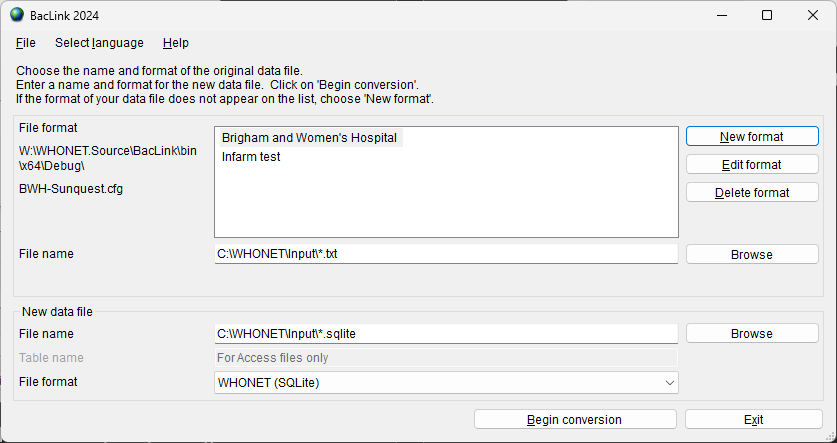 BacLink 2024
File Select language Help
Choose the name and format of the original data file.
Enter a name and format for the new data file. Click on 'Begin conversion'.
If the format of your data file does not appear on the list, choose 'New format'.
File format
W:\WHONET.Source\BacLink\bin
\x64\Debug\
BWH-Sunquest.cfg
Brigham and Women's Hospital
Infarm test
New format
Edit format
Delete format
File name C:\WHONET\Input\*.txt Browse
New data file
File name C:\WHONET\Input\*.sqlite Browse
Table name For Access files only
File format WHONET (SQLite)
Begin conversion Exit